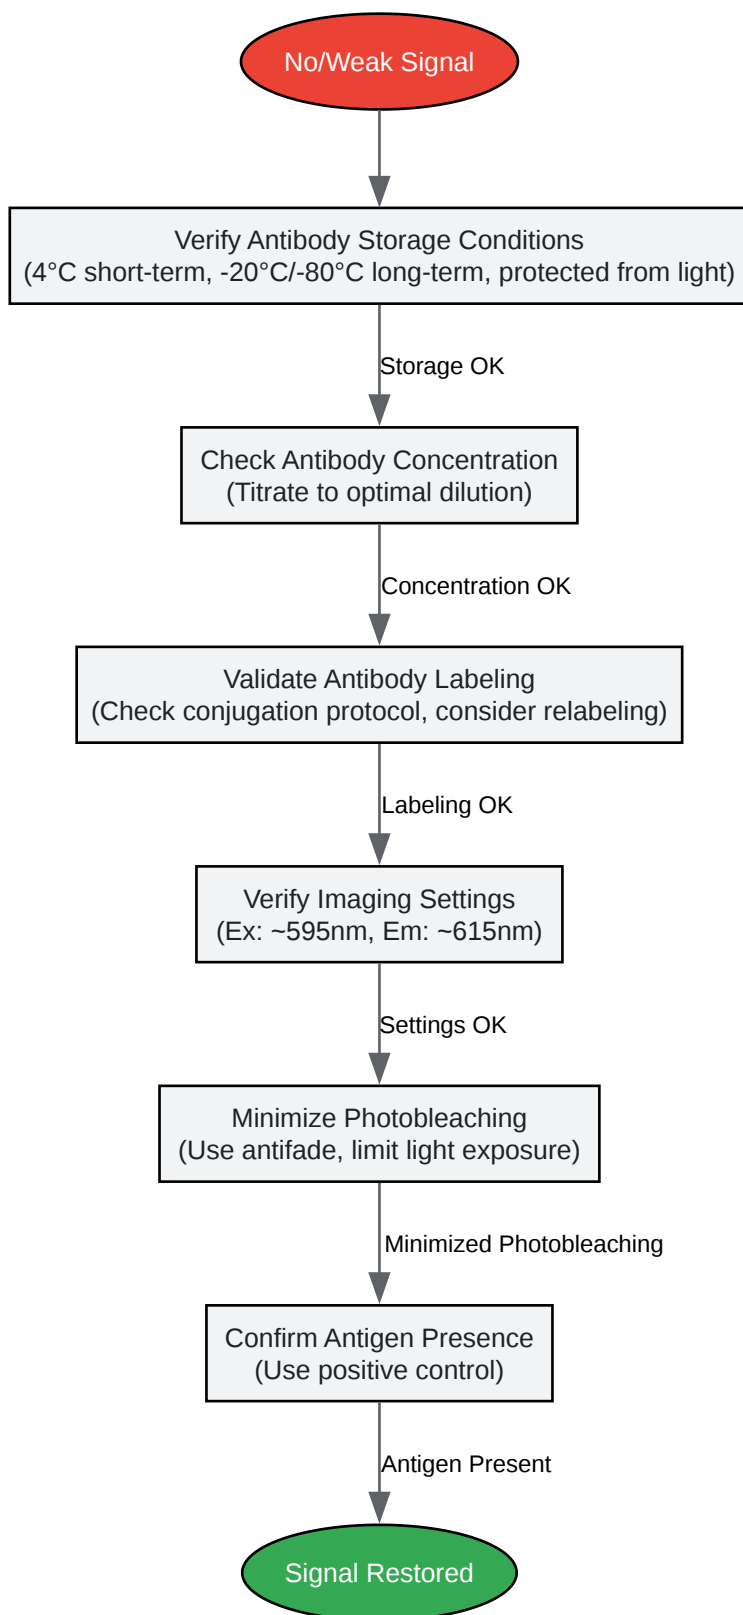 No/Weak Signal
Verify Antibody Storage Conditions
(4°C short-term, -20°C/-80°C long-term, protected from light)
Storage OK
Check Antibody Concentration
(Titrate to optimal dilution)
Concentration OK
Validate Antibody Labeling
(Check conjugation protocol, consider relabeling)
Labeling OK
Verify Imaging Settings
(Ex: ~595nm, Em: ~615nm)
Settings OK
Minimize Photobleaching
(Use antifade, limit light exposure)
Minimized Photobleaching
Confirm Antigen Presence
(Use positive control)
Antigen Present
Signal Restored